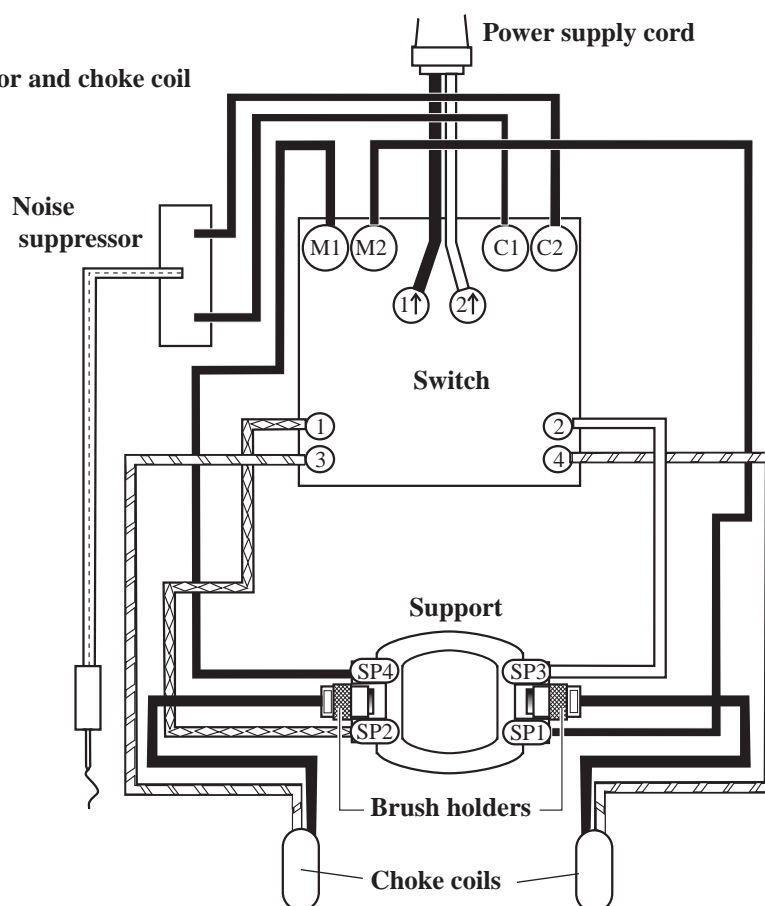 Power supply cord
or and choke coil
Noise
suppressor
M1 M2 C1 C2
1↑ 2↑
Switch
1 2
3 4
Support
SP4 SP3
SP2 SP1
Brush holders
Choke coils